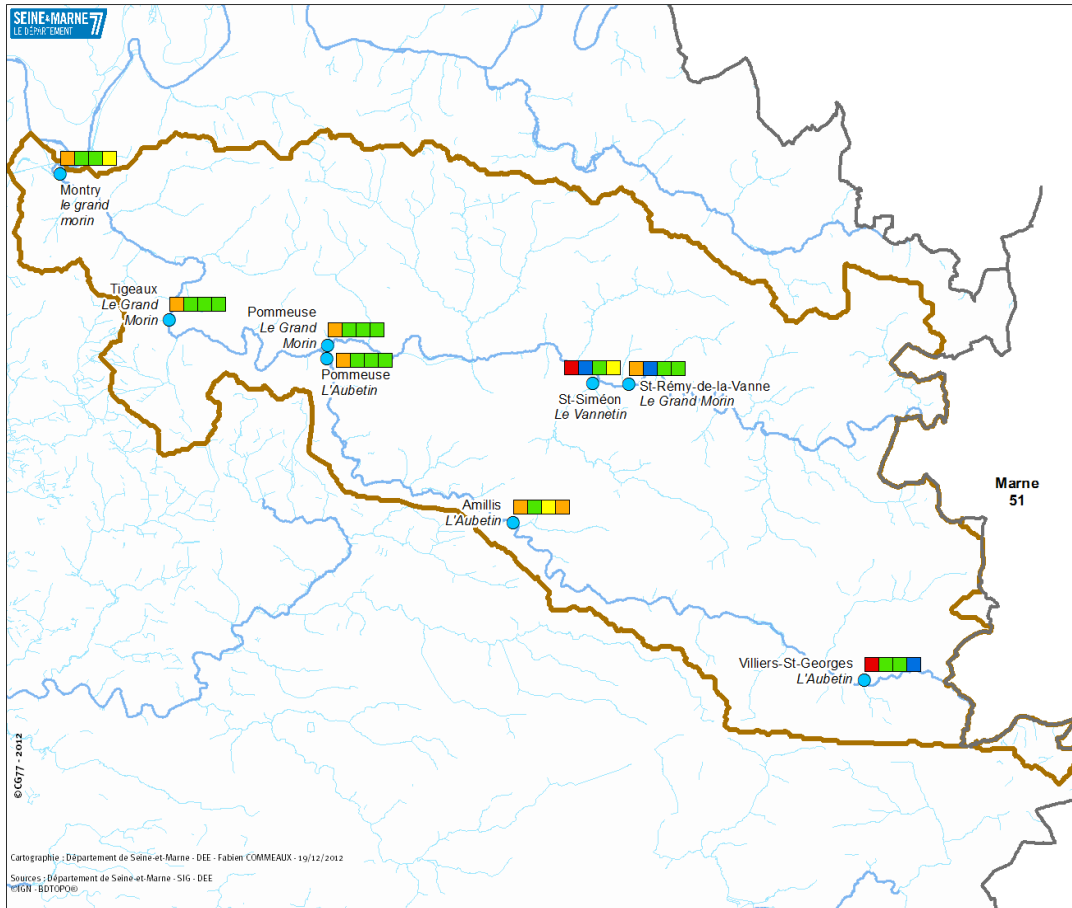 SEINE&MARNE 77
LE DÉPARTEMENT
Montry
le grand
morin
Tigeaux
Le Grand
Morin
Pommeuse
Le Grand
Morin
Pommeuse
L'Aubetin
St-Siméon
Le Vannetin
St-Rémy-de-la-Vanne
Le Grand Morin
Marne
51
Amillis
L'Aubetin
Villiers-St-Georges
L'Aubetin
©CG77 - 2012
Cartographie : Département de Seine-et-Marne - DEE - Fabien COMMEAUX - 19/12/2012
Sources : Département de Seine-et-Marne - SIG - DEE
©IGN - BDTOPO®